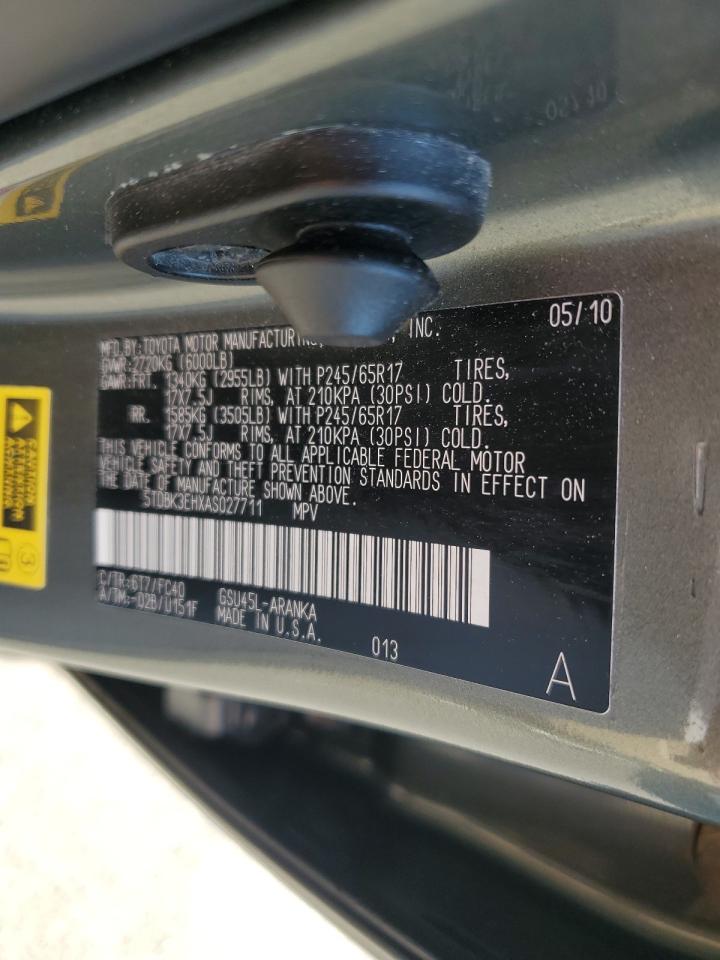 05/10
MFD.BY:TOYOTA MOTOR MANUFACTURING, INC.
GVWR:2720KG (6000LB)
GAWR:FRT. 1340KG (2955LB) WITH P245/65R17 TIRES,
17X7.5J RIMS, AT 210KPA (30PSI) COLD.
RR. 1585KG (3505LB) WITH P245/65R17 TIRES,
17X7.5J RIMS, AT 210KPA (30PSI) COLD.
THIS VEHICLE CONFORMS TO ALL APPLICABLE FEDERAL MOTOR
VEHICLE SAFETY AND THEFT PREVENTION STANDARDS IN EFFECT ON
THE DATE OF MANUFACTURE SHOWN ABOVE.
5TDBK3EHXAS027711 MPV
C/TR:6T7/FC40 GSU45L-ARANKA
A/TM:-02B/U151F MADE IN U.S.A.
013
A
3